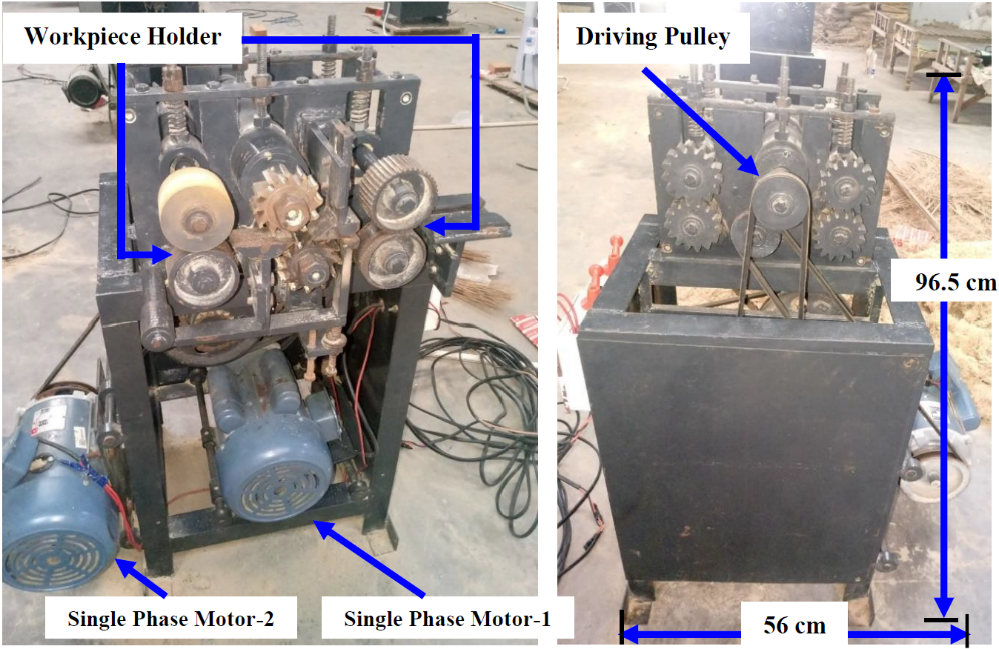 Workpiece Holder
Driving Pulley
96.5 cm
Single Phase Motor-2
Single Phase Motor-1
56 cm